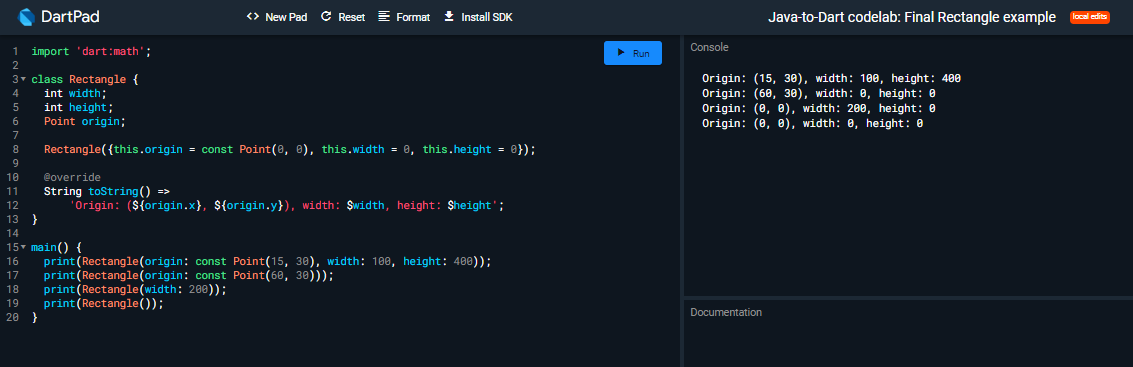 DartPad
<> New Pad Reset Format Install SDK
Java-to-Dart codelab: Final Rectangle example local edits
1 import 'dart:math';
2
3 class Rectangle {
4   int width;
5   int height;
6   Point origin;
7
8   Rectangle({this.origin = const Point(0, 0), this.width = 0, this.height = 0});
9
10   @override
11   String toString() =>
12       'Origin: (${origin.x}, ${origin.y}), width: $width, height: $height';
13 }
14
15 main() {
16   print(Rectangle(origin: const Point(15, 30), width: 100, height: 400));
17   print(Rectangle(origin: const Point(60, 30)));
18   print(Rectangle(width: 200));
19   print(Rectangle());
20 }
Run
Console
Origin: (15, 30), width: 100, height: 400
Origin: (60, 30), width: 0, height: 0
Origin: (0, 0), width: 200, height: 0
Origin: (0, 0), width: 0, height: 0
Documentation